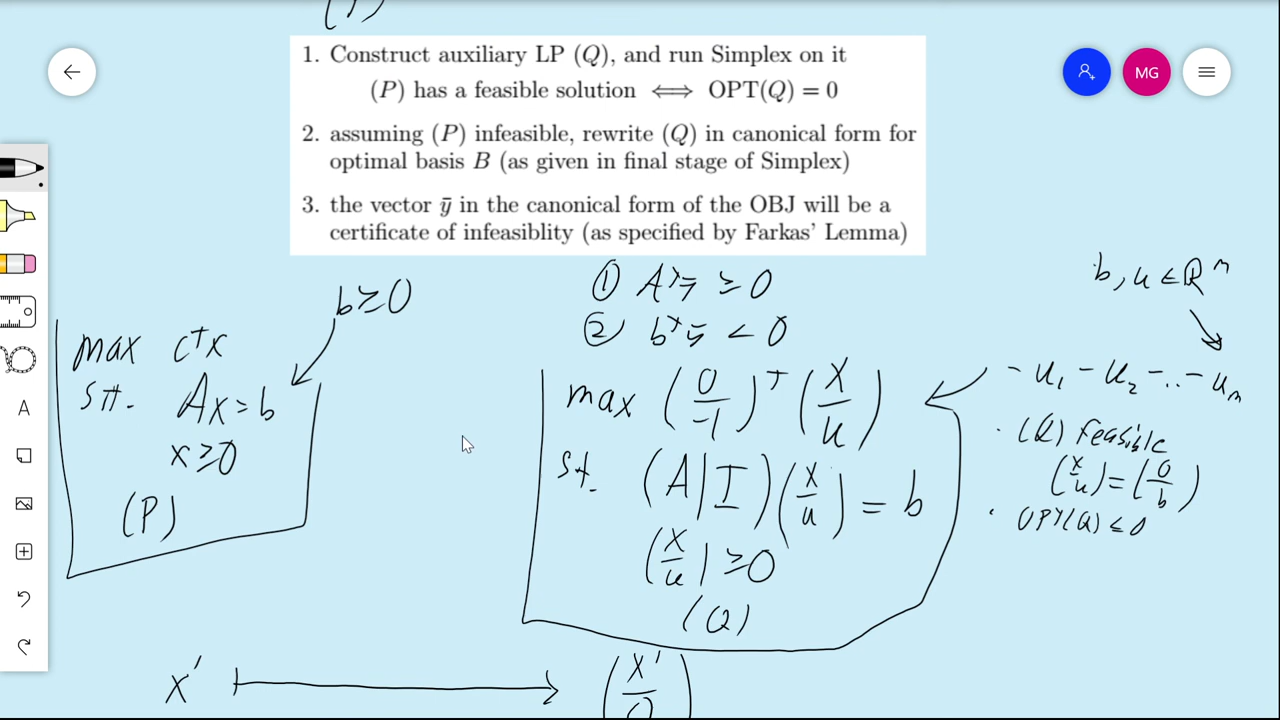 (P)
1. Construct auxiliary LP (Q), and run Simplex on it
(P) has a feasible solution ⟺ OPT(Q) = 0
2. assuming (P) infeasible, rewrite (Q) in canonical form for
optimal basis B (as given in final stage of Simplex)
3. the vector ȳ in the canonical form of the OBJ will be a
certificate of infeasiblity (as specified by Farkas' Lemma)
MG
A
b ≥ 0
max cᵀx
s.t. Ax = b
x ≥ 0
(P)
① Aᵀȳ ≥ 0
② bᵀȳ < 0
max (0/-1)ᵀ (x/u)
st. (A|I)(x/u) = b
(x/u) ≥ 0
(Q)
b, u ∈ ℝᵐ
- u₁ - u₂ - .. - uₘ
· (Q) feasible
(x/u) = (0/b)
· OPT(Q) ≤ 0
x' ⟼ (x'/0)